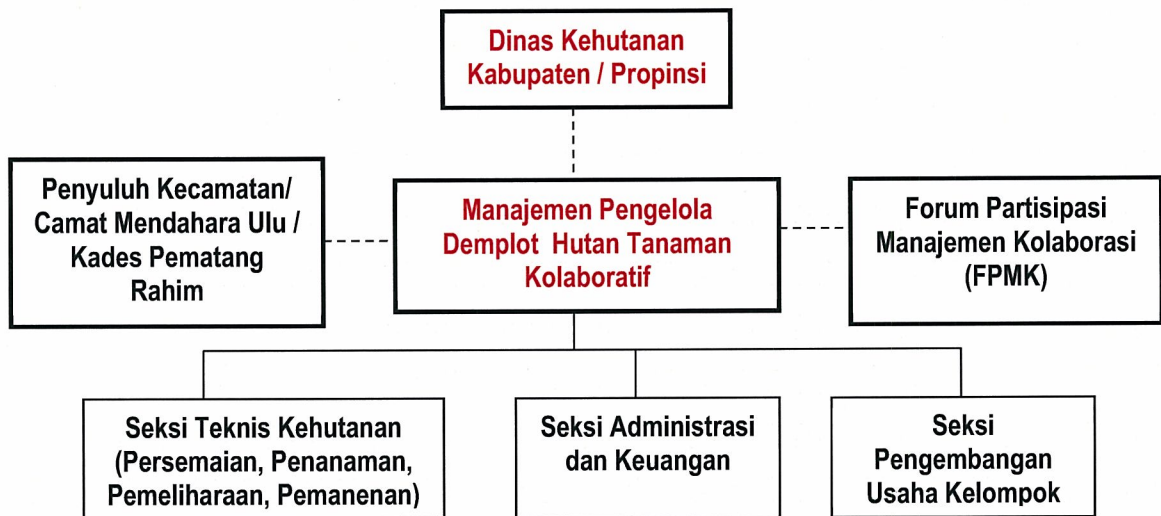 Dinas Kehutanan
Kabupaten / Propinsi
Penyuluh Kecamatan/
Camat Mendahara Ulu /
Kades Pematang
Rahim
Manajemen Pengelola
Demplot Hutan Tanaman
Kolaboratif
Forum Partisipasi
Manajemen Kolaborasi
(FPMK)
Seksi Teknis Kehutanan
(Persemaian, Penanaman,
Pemeliharaan, Pemanenan)
Seksi Administrasi
dan Keuangan
Seksi
Pengembangan
Usaha Kelompok